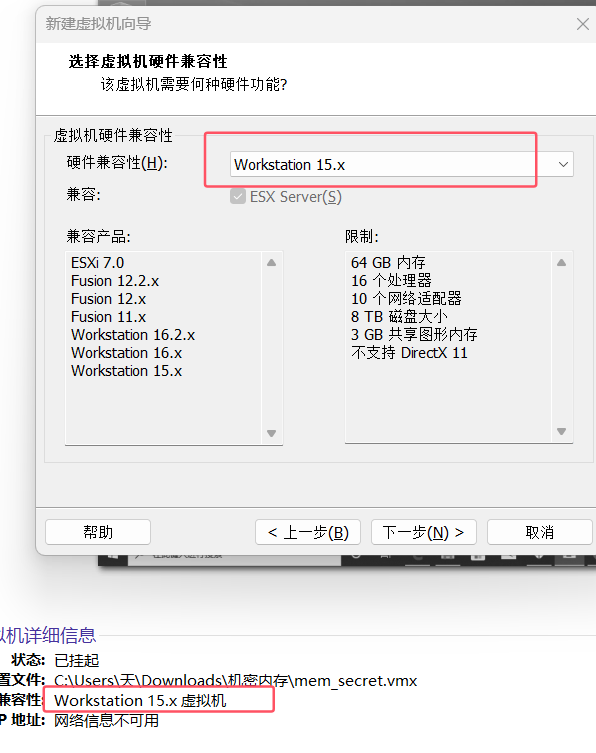 新建虚拟机向导
选择虚拟机硬件兼容性
该虚拟机需要何种硬件功能?
虚拟机硬件兼容性
硬件兼容性(H): Workstation 15.x
兼容: ESX Server(S)
兼容产品:
ESXi 7.0
Fusion 12.2.x
Fusion 12.x
Fusion 11.x
Workstation 16.2.x
Workstation 16.x
Workstation 15.x
限制:
64 GB 内存
16 个处理器
10 个网络适配器
8 TB 磁盘大小
3 GB 共享图形内存
不支持 DirectX 11
帮助 < 上一步(B) 下一步(N) > 取消
机详细信息
状态: 已挂起
置文件: C:\Users\天\Downloads\机密内存\mem_secret.vmx
兼容性: Workstation 15.x 虚拟机
P 地址: 网络信息不可用